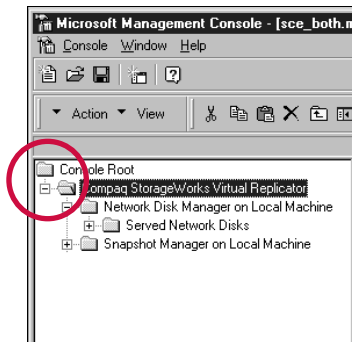 Microsoft Management Console - [sce_both.m
Console Window Help
Action View
Console Root
Compaq StorageWorks Virtual Replicator
Network Disk Manager on Local Machine
Served Network Disks
Snapshot Manager on Local Machine